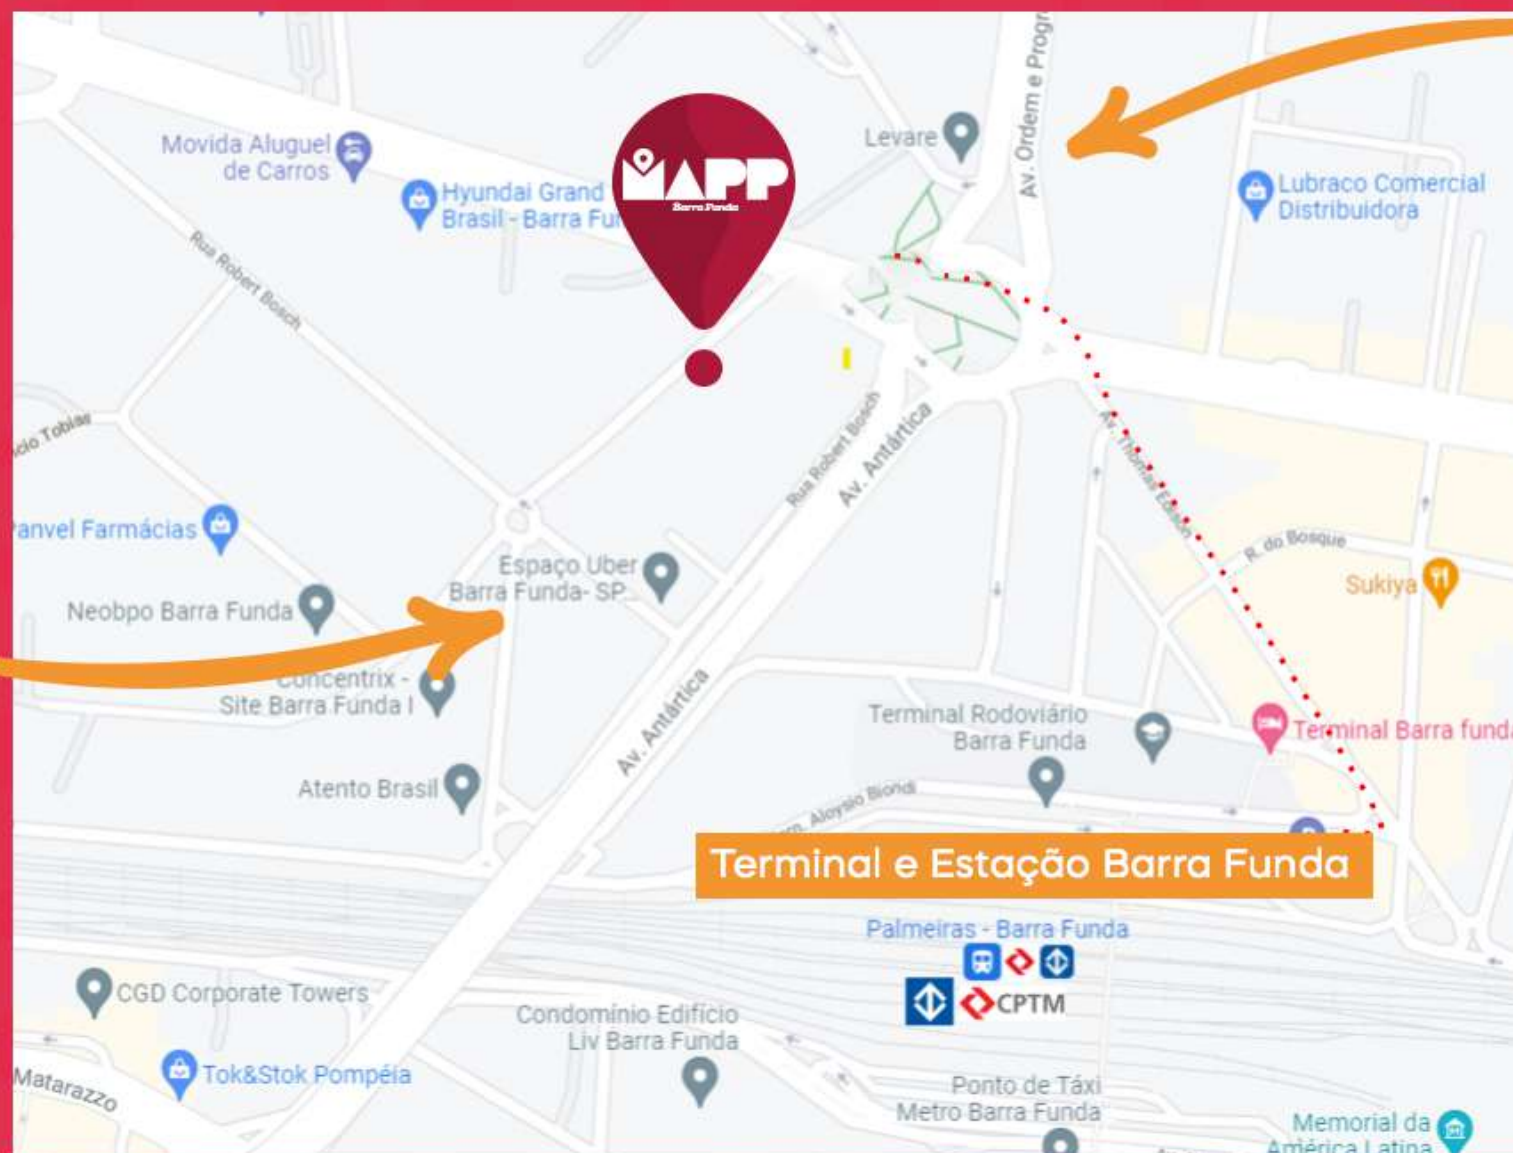 Av. Ordem e Progr
Levare
Movida Aluguel
de Carros
MAPP
Barra Funda
Hyundai Grand
Brasil - Barra Fun
Lubraco Comercial
Distribuidora
Rua Robert Bosch
cio Tobias
Rua Robert Bosch
Av. Antártica
Av. Thomas Edison
R. do Bosque
anvel Farmácias
Espaço Uber
Barra Funda- SP...
Sukiya
Neobpo Barra Funda
Concentrix -
Site Barra Funda I
Av. Antártica
Terminal Rodoviário
Barra Funda
Terminal Barra funda
Atento Brasil
Aloysio Biondi
Terminal e Estação Barra Funda
Palmeiras - Barra Funda
CPTM
CGD Corporate Towers
Condomínio Edifício
Liv Barra Funda
Tok&Stok Pompéia
Matarazzo
Ponto de Táxi
Metro Barra Funda
Memorial da
América Latina